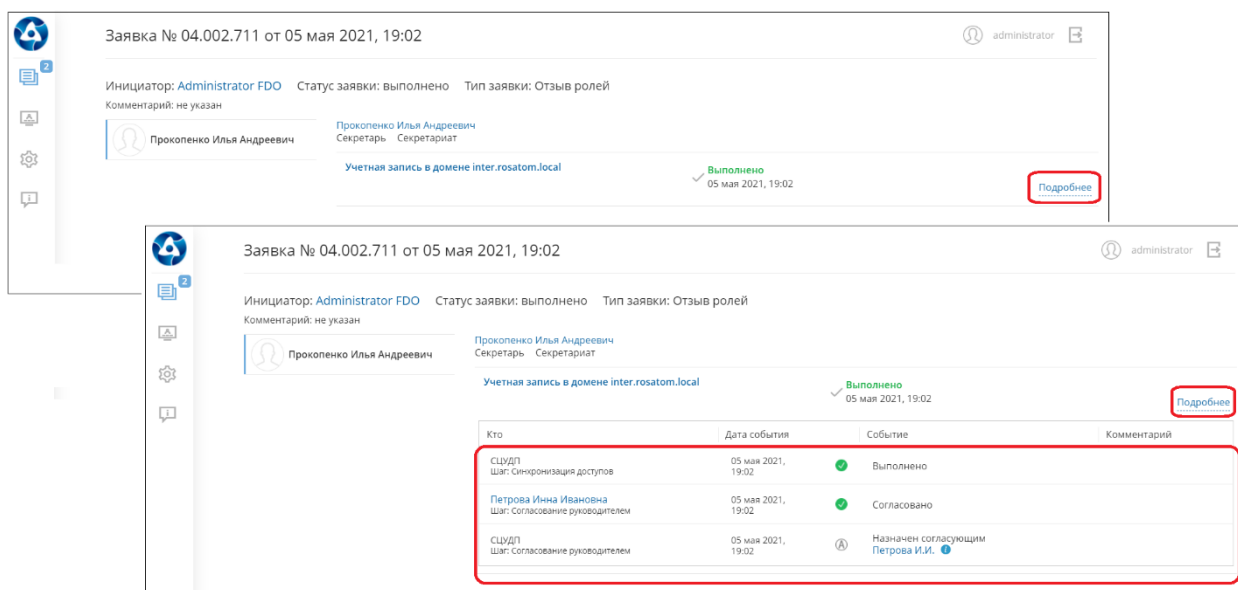 Заявка № 04.002.711 от 05 мая 2021, 19:02
administrator
2
Инициатор: Administrator FDO Статус заявки: выполнено Тип заявки: Отзыв ролей
Комментарий: не указан
Прокопенко Илья Андреевич
Прокопенко Илья Андреевич
Секретарь Секретариат
Учетная запись в домене inter.rosatom.local
Выполнено
05 мая 2021, 19:02
Подробнее
Заявка № 04.002.711 от 05 мая 2021, 19:02
administrator
2
Инициатор: Administrator FDO Статус заявки: выполнено Тип заявки: Отзыв ролей
Комментарий: не указан
Прокопенко Илья Андреевич
Прокопенко Илья Андреевич
Секретарь Секретариат
Учетная запись в домене inter.rosatom.local
Выполнено
05 мая 2021, 19:02
Подробнее
Кто Дата события Событие Комментарий
СЦУДП
Шаг: Синхронизация доступов
05 мая 2021,
19:02
Выполнено
Петрова Инна Ивановна
Шаг: Согласование руководителем
05 мая 2021,
19:02
Согласовано
СЦУДП
Шаг: Согласование руководителем
05 мая 2021,
19:02
Назначен согласующим
Петрова И.И.